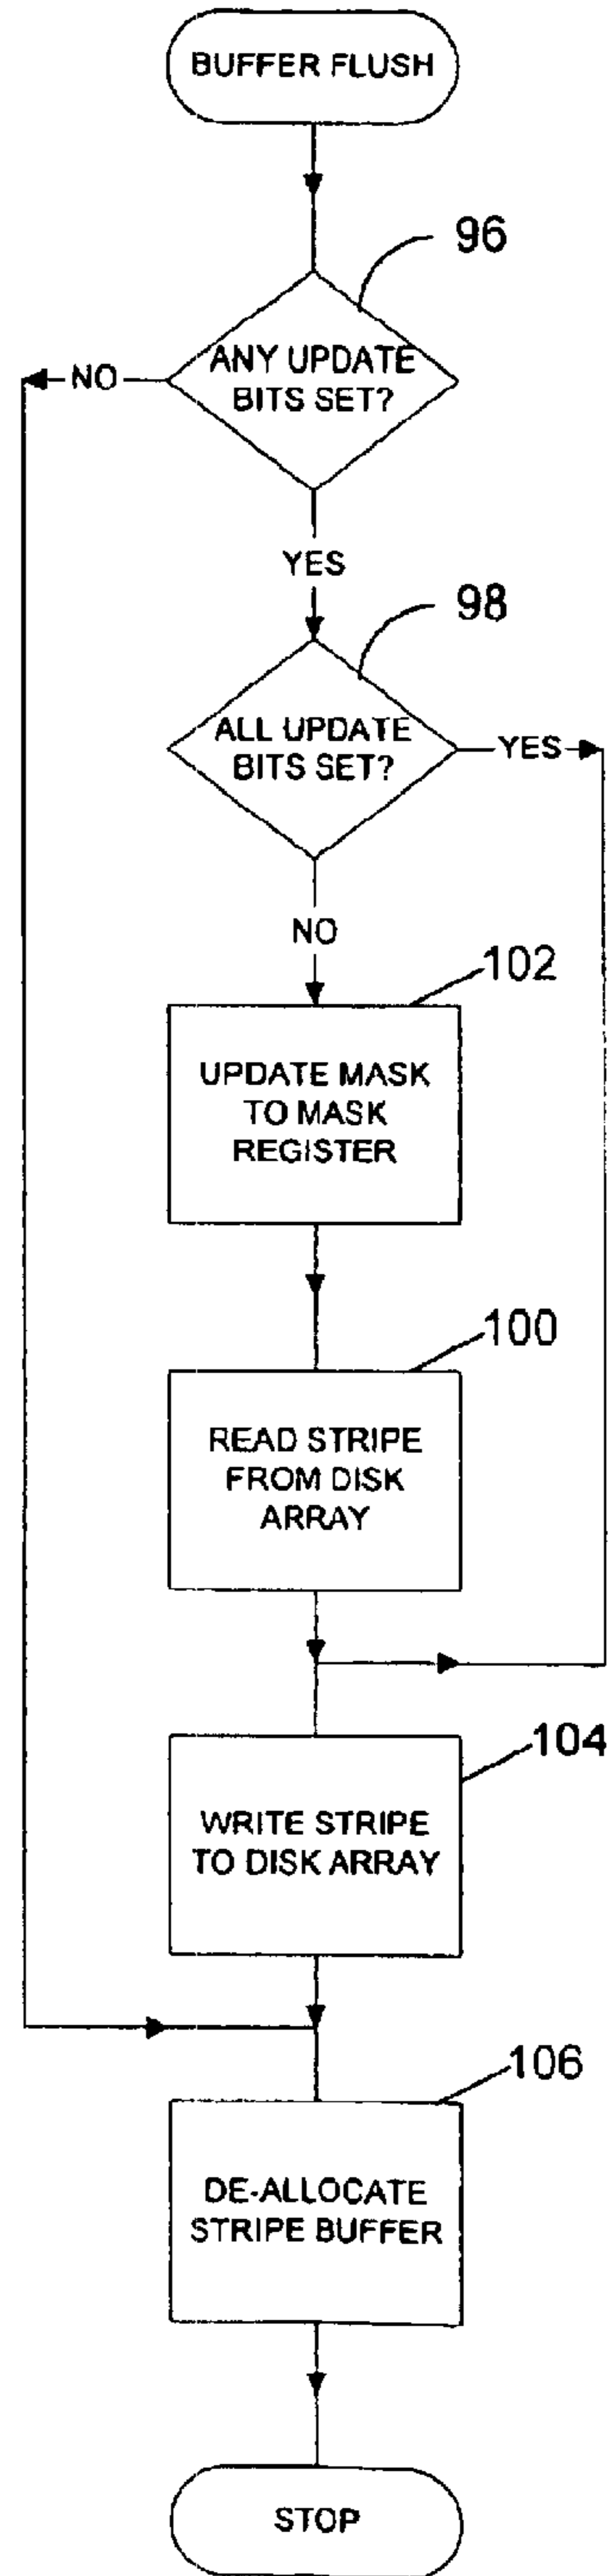 BUFFER FLUSH
96
ANY UPDATE
BITS SET?
NO
YES
98
ALL UPDATE
BITS SET?
YES
NO
102
UPDATE MASK
TO MASK
REGISTER
100
READ STRIPE
FROM DISK
ARRAY
104
WRITE STRIPE
TO DISK ARRAY
106
DE-ALLOCATE
STRIPE BUFFER
STOP